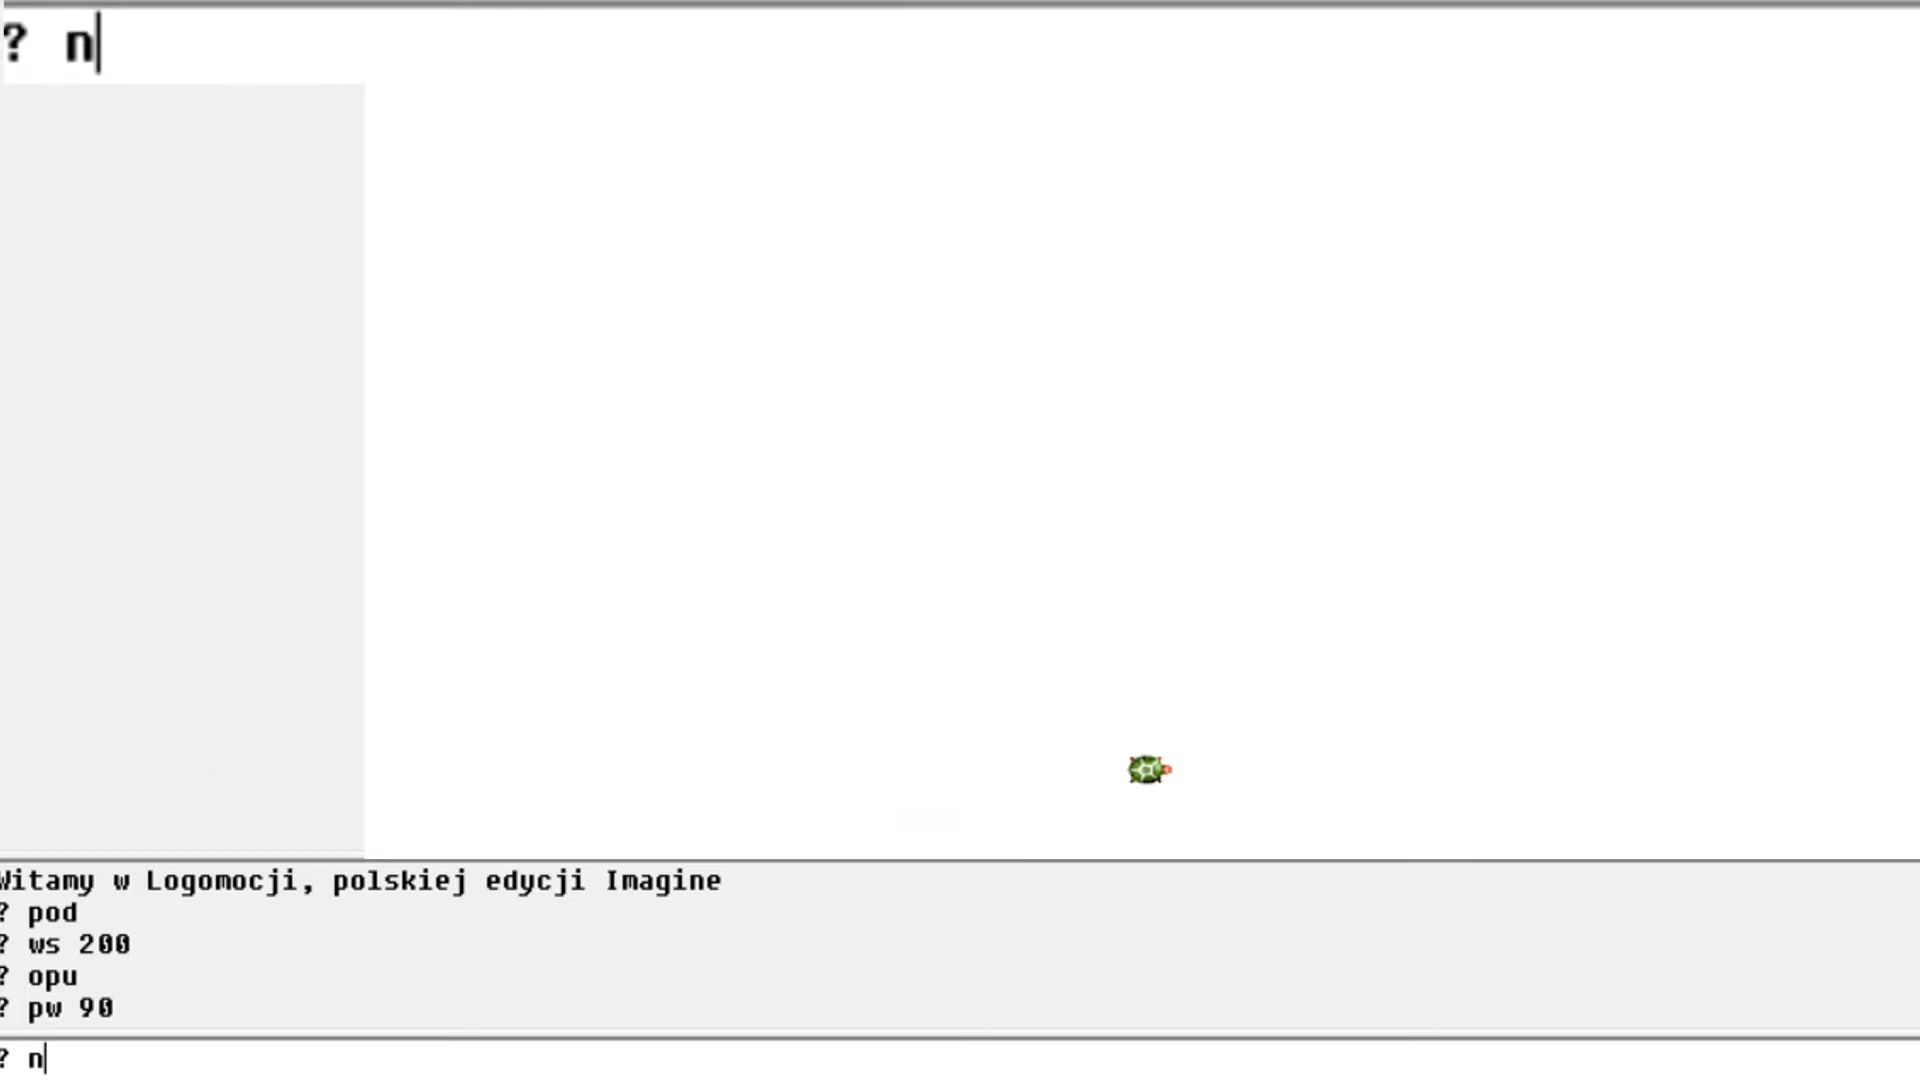 ? n
Witamy w Logomocji, polskiej edycji Imagine
? pod
? ws 200
? opu
? pw 90
? n